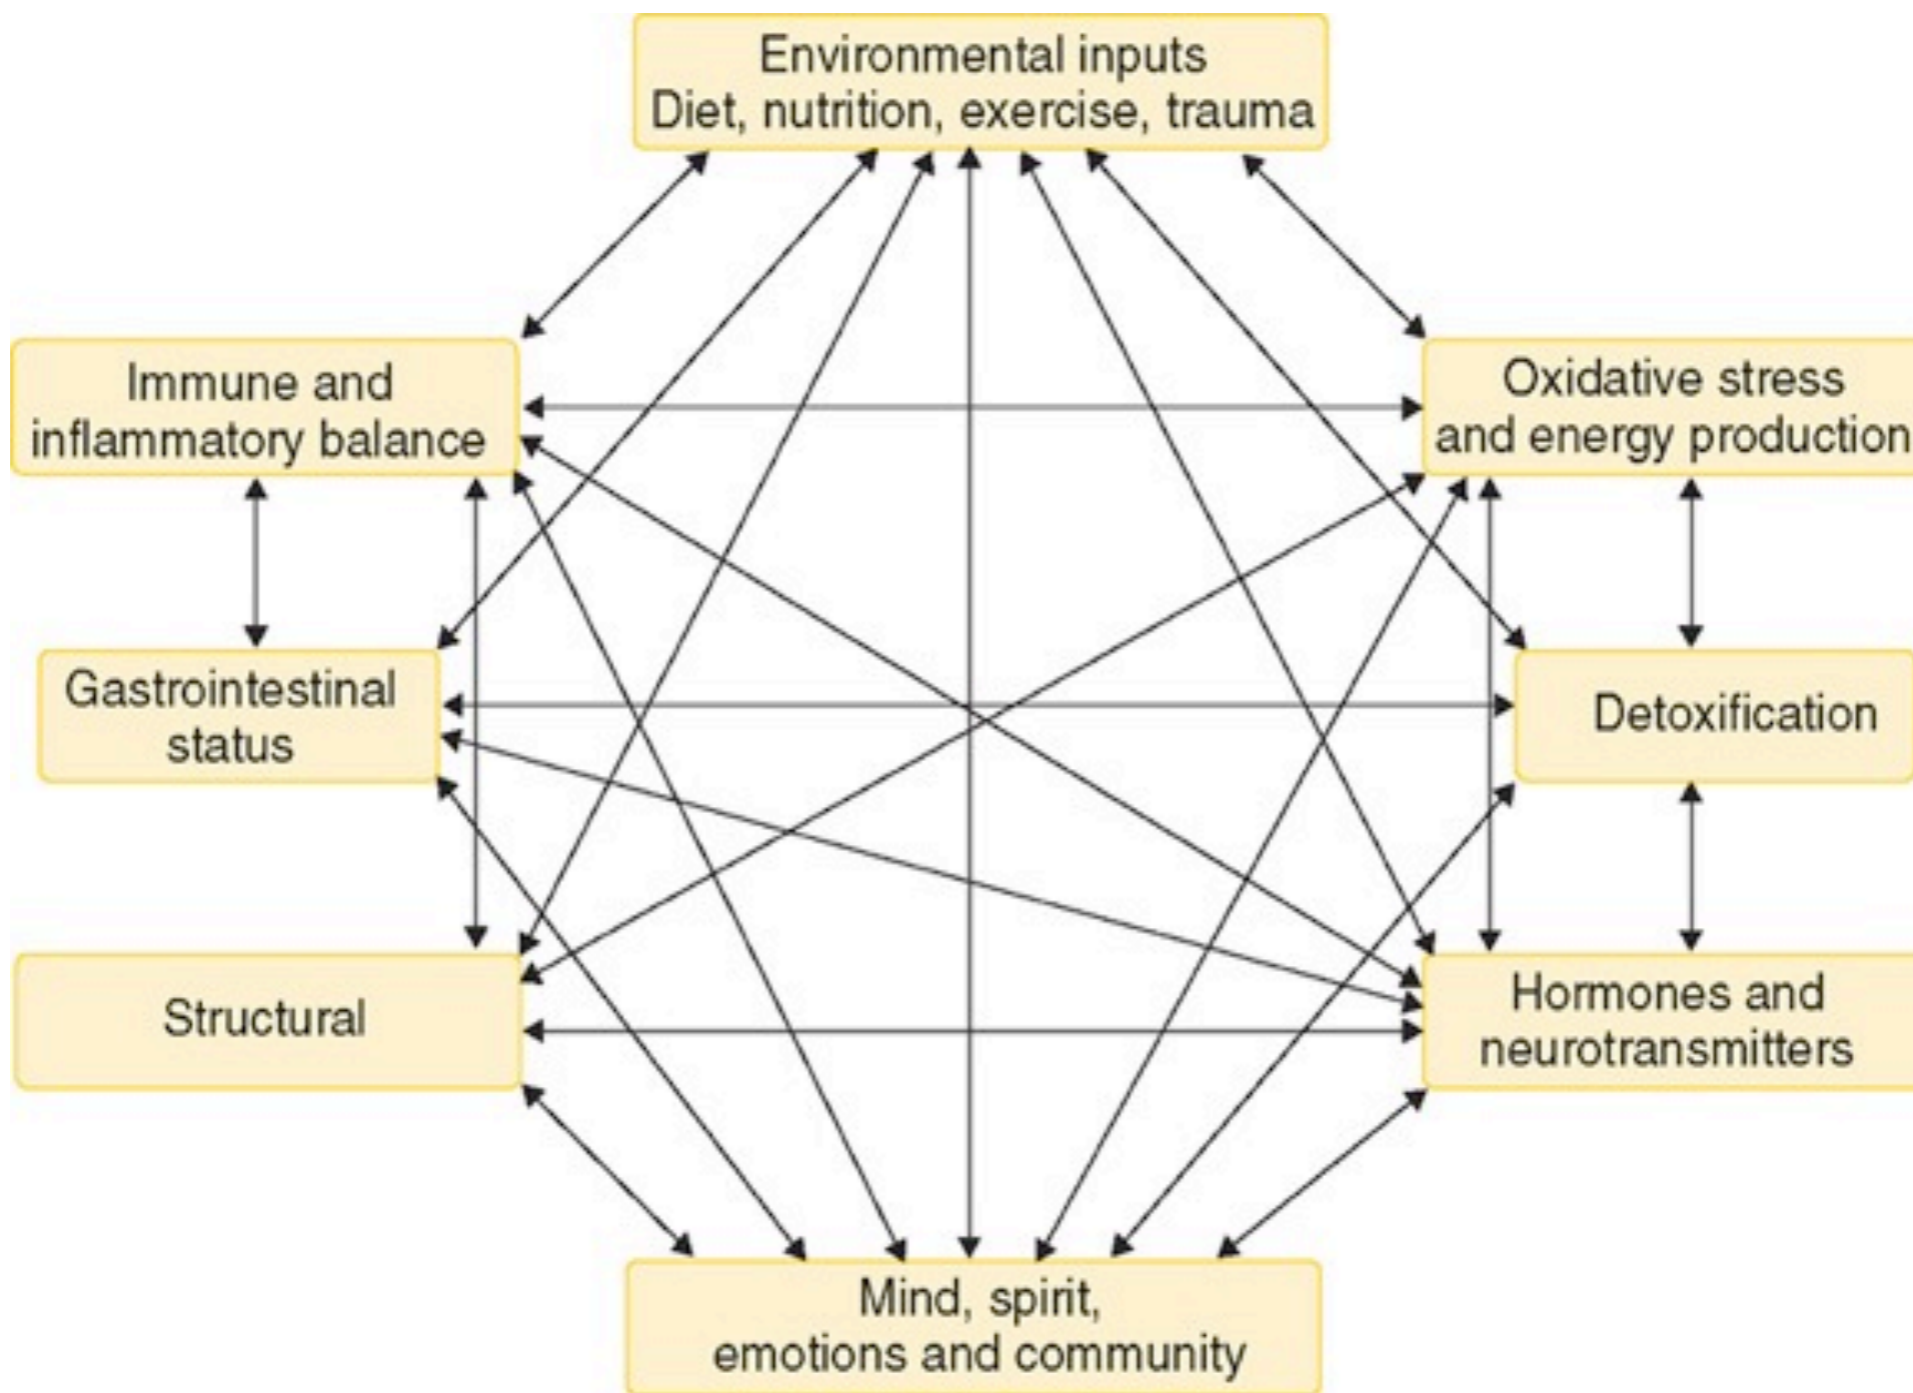 Environmental inputs
Diet, nutrition, exercise, trauma
Immune and
inflammatory balance
Oxidative stress
and energy production
Gastrointestinal
status
Detoxification
Structural
Hormones and
neurotransmitters
Mind, spirit,
emotions and community